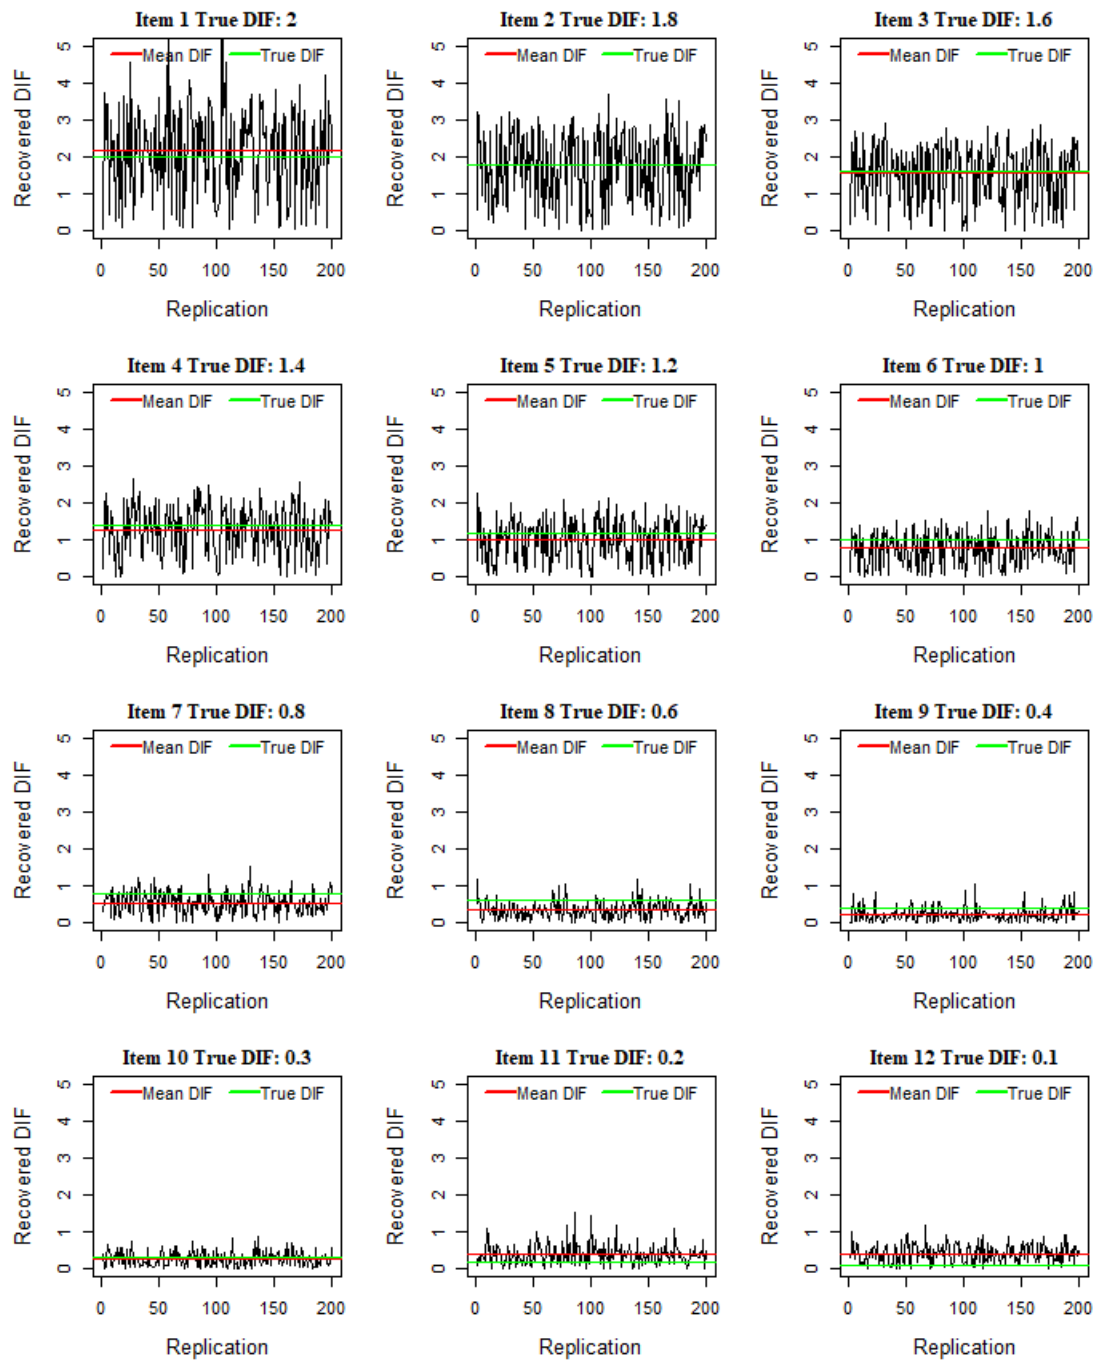 Item 1 True DIF: 2
Item 2 True DIF: 1.8
Item 3 True DIF: 1.6
Recovered DIF
5
4
3
2
1
0
Mean DIF True DIF
0 50 100 150 200
Replication
Recovered DIF
5
4
3
2
1
0
Mean DIF True DIF
0 50 100 150 200
Replication
Recovered DIF
5
4
3
2
1
0
Mean DIF True DIF
0 50 100 150 200
Replication
Item 4 True DIF: 1.4
Item 5 True DIF: 1.2
Item 6 True DIF: 1
Recovered DIF
5
4
3
2
1
0
Mean DIF True DIF
0 50 100 150 200
Replication
Recovered DIF
5
4
3
2
1
0
Mean DIF True DIF
0 50 100 150 200
Replication
Recovered DIF
5
4
3
2
1
0
Mean DIF True DIF
0 50 100 150 200
Replication
Item 7 True DIF: 0.8
Item 8 True DIF: 0.6
Item 9 True DIF: 0.4
Recovered DIF
5
4
3
2
1
0
Mean DIF True DIF
0 50 100 150 200
Replication
Recovered DIF
5
4
3
2
1
0
Mean DIF True DIF
0 50 100 150 200
Replication
Recovered DIF
5
4
3
2
1
0
Mean DIF True DIF
0 50 100 150 200
Replication
Item 10 True DIF: 0.3
Item 11 True DIF: 0.2
Item 12 True DIF: 0.1
Recovered DIF
5
4
3
2
1
0
Mean DIF True DIF
0 50 100 150 200
Replication
Recovered DIF
5
4
3
2
1
0
Mean DIF True DIF
0 50 100 150 200
Replication
Recovered DIF
5
4
3
2
1
0
Mean DIF True DIF
0 50 100 150 200
Replication